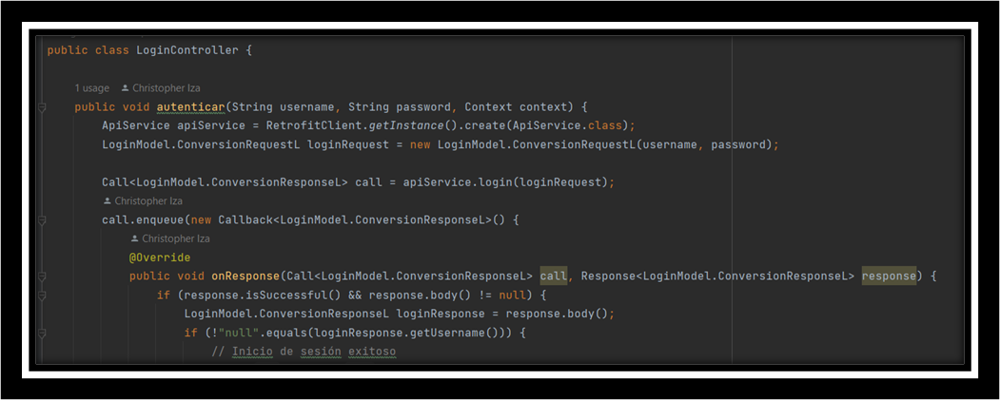 public class LoginController {
1 usage Christopher Iza
public void autenticar(String username, String password, Context context) {
ApiService apiService = RetrofitClient.getInstance().create(ApiService.class);
LoginModel.ConversionRequestL loginRequest = new LoginModel.ConversionRequestL(username, password);
Call<LoginModel.ConversionResponseL> call = apiService.login(loginRequest);
Christopher Iza
call.enqueue(new Callback<LoginModel.ConversionResponseL>() {
Christopher Iza
@Override
public void onResponse(Call<LoginModel.ConversionResponseL> call, Response<LoginModel.ConversionResponseL> response) {
if (response.isSuccessful() && response.body() != null) {
LoginModel.ConversionResponseL loginResponse = response.body();
if (!"null".equals(loginResponse.getUsername())) {
// Inicio de sesión exitoso